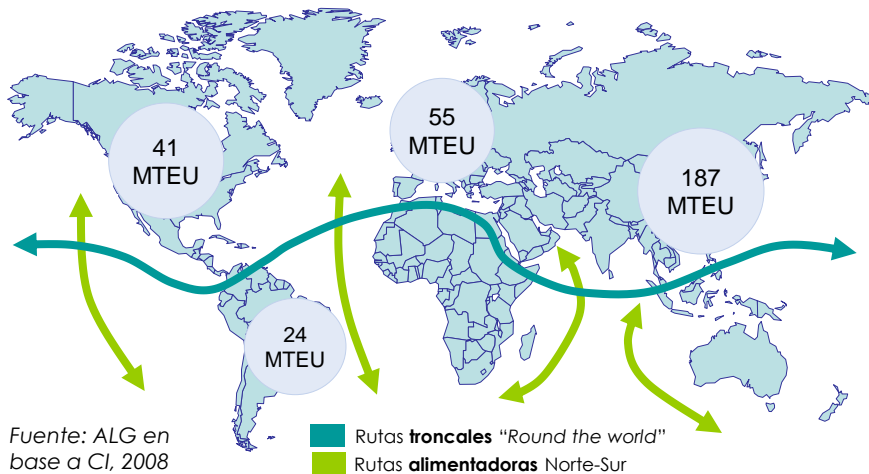 41
MTEU
55
MTEU
187
MTEU
24
MTEU
Fuente: ALG en
base a CI, 2008
Rutas troncales “Round the world”
Rutas alimentadoras Norte-Sur